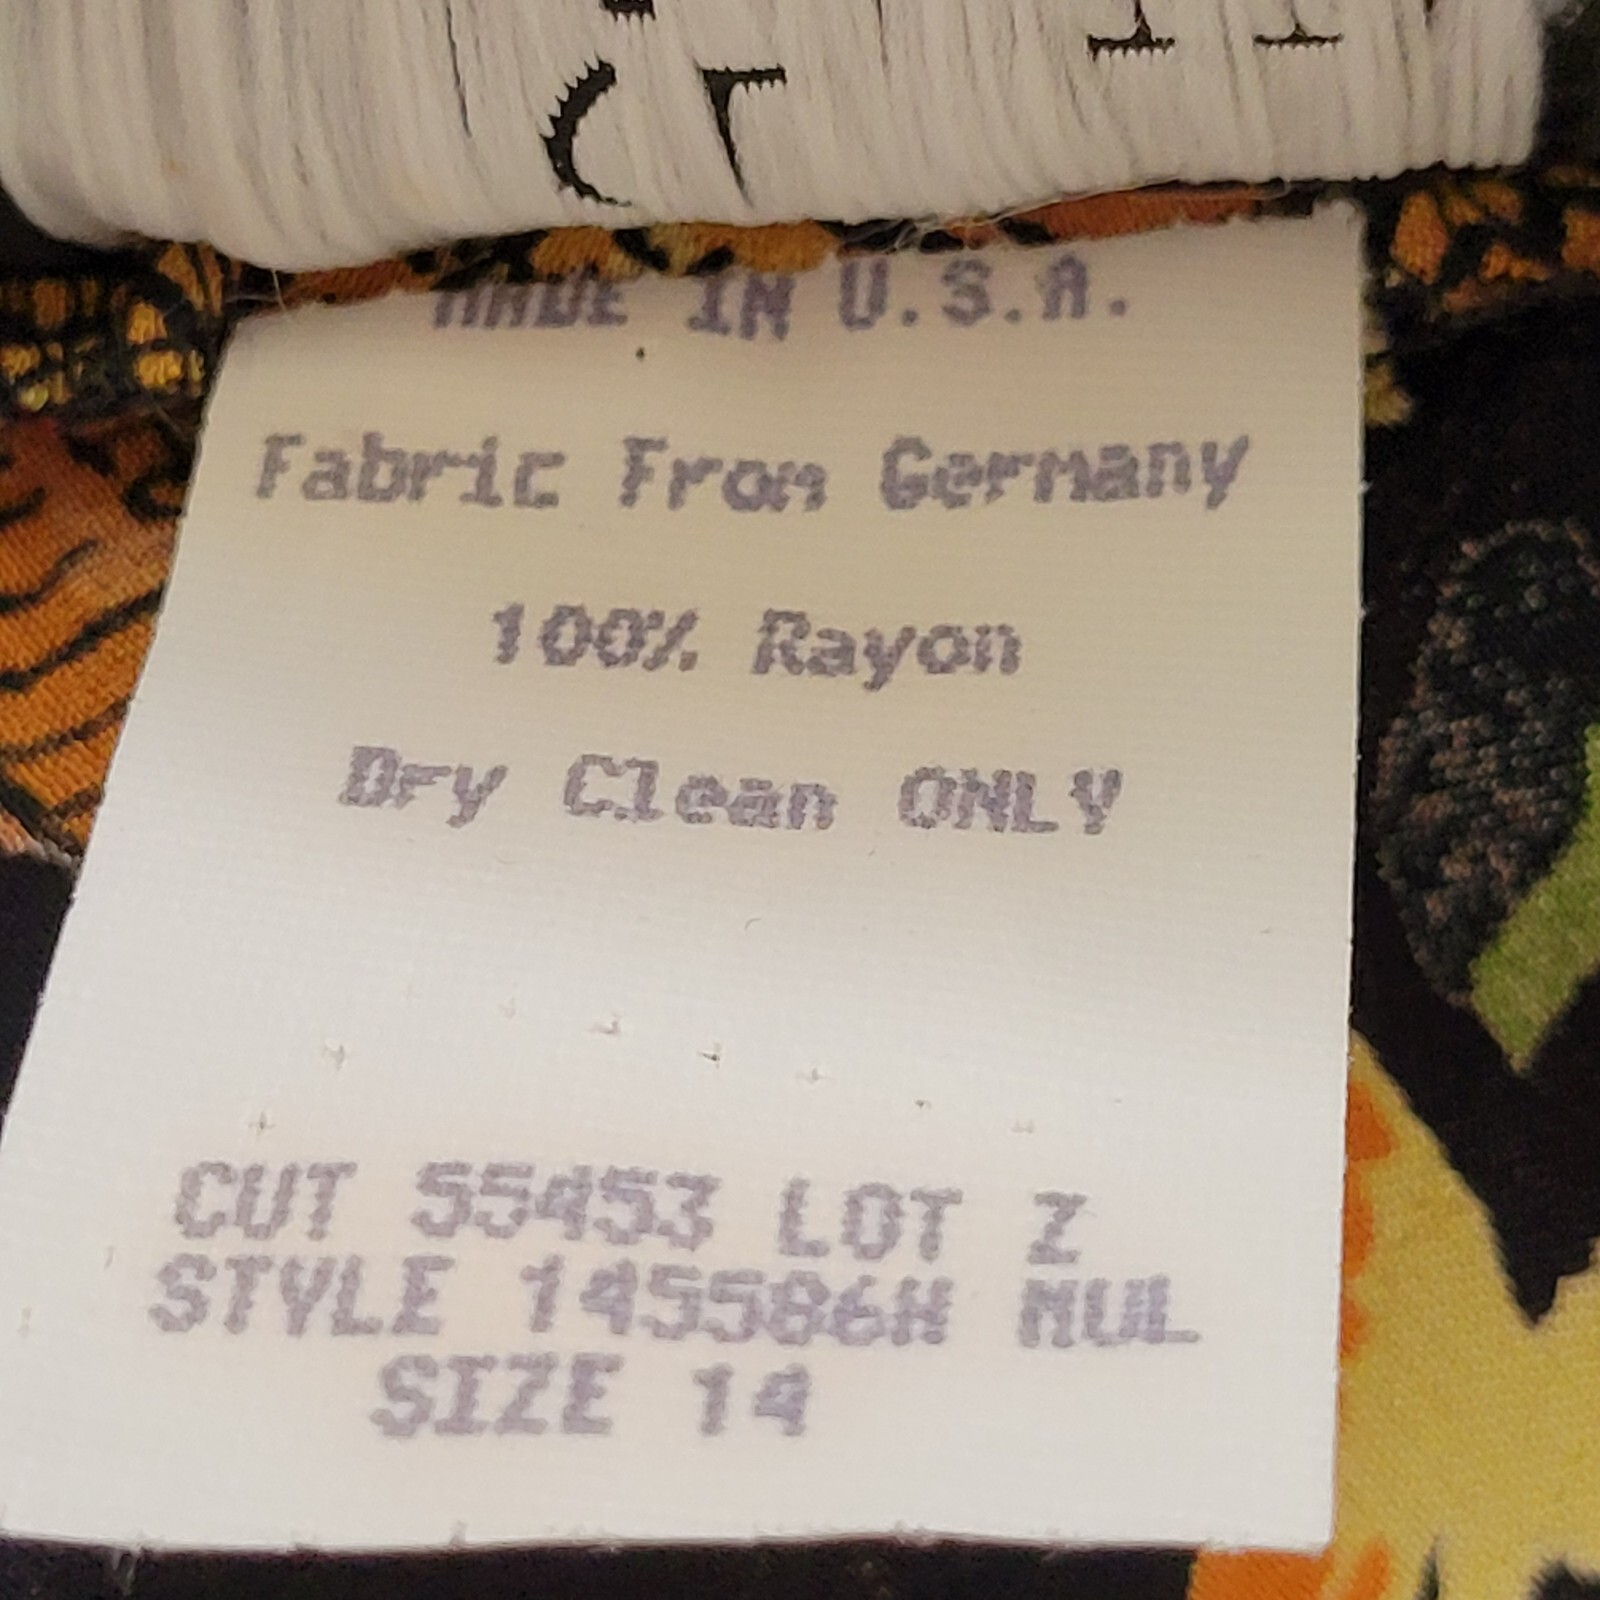 MADE IN U.S.A.
Fabric From Germany
100% Rayon
Dry Clean ONLY
CUT 55453 LOT Z
STYLE 145586H MUL
SIZE 14